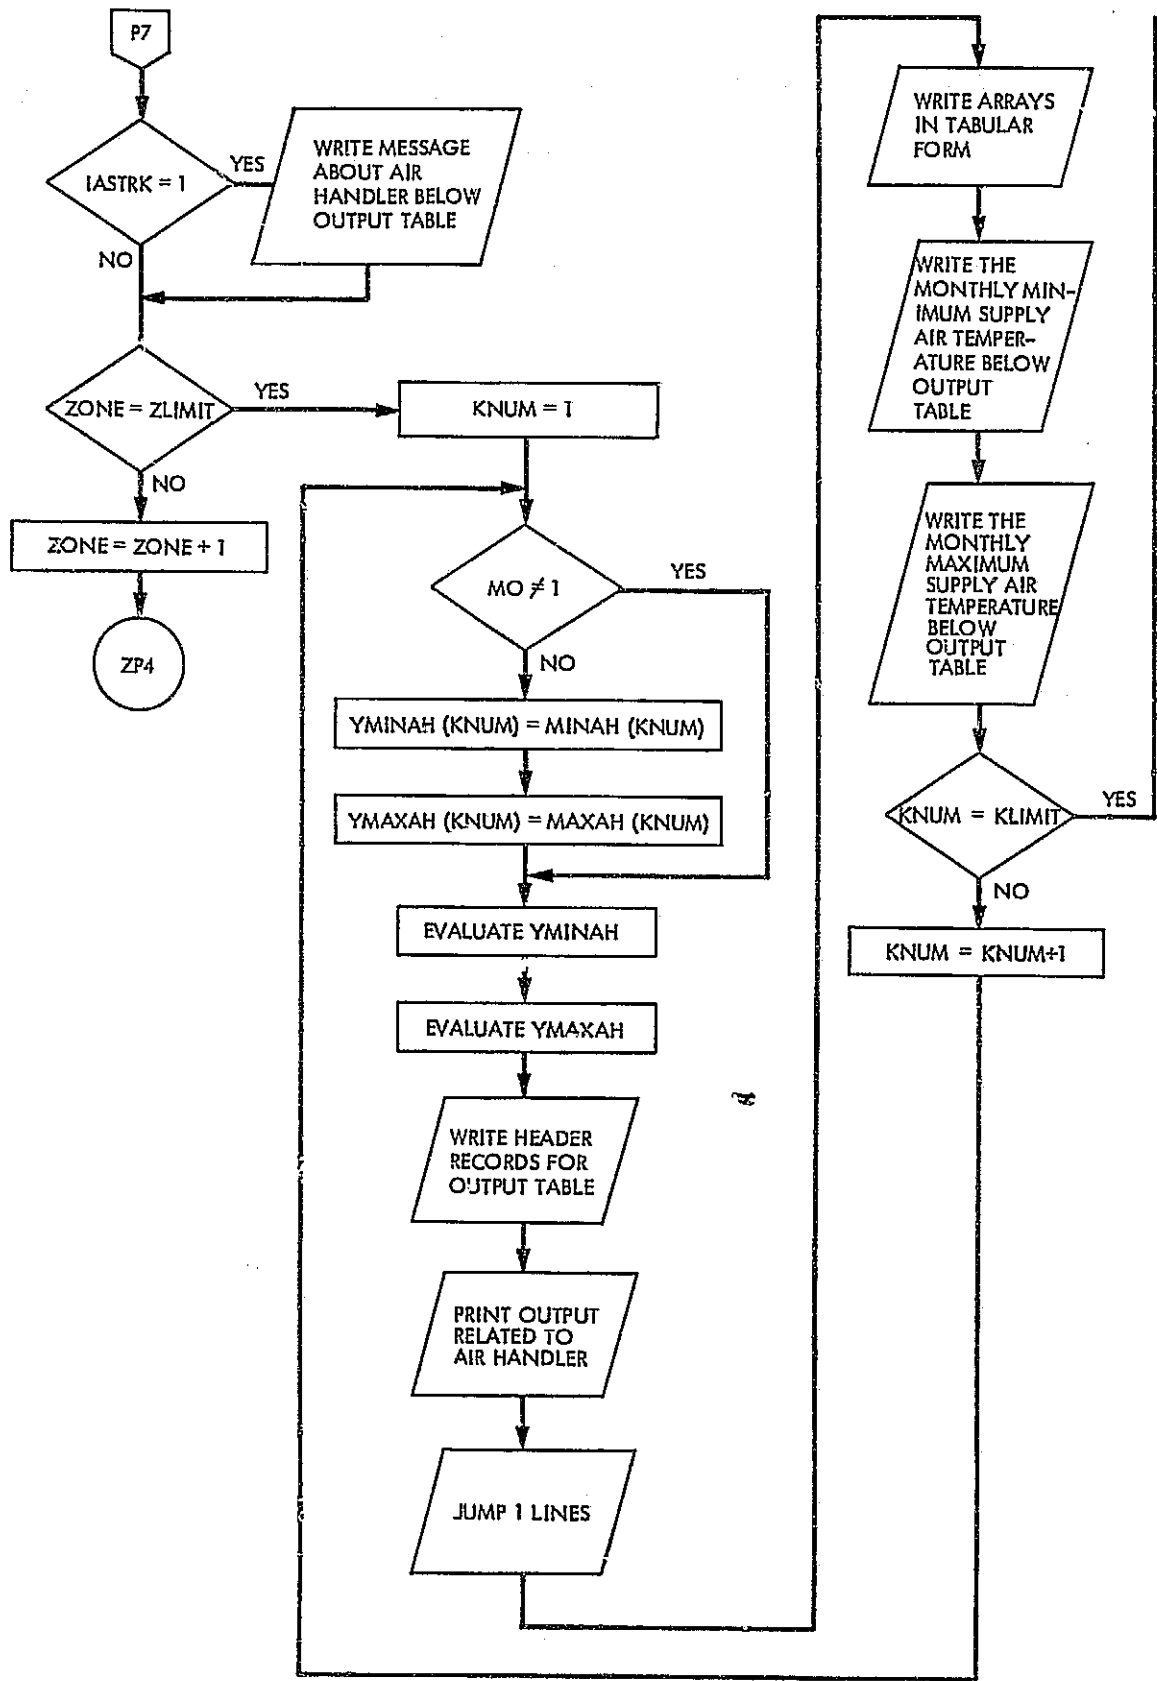 P7
IASTRK = 1
YES
WRITE MESSAGE
ABOUT AIR
HANDLER BELOW
OUTPUT TABLE
NO
ZONE = ZLIMIT
YES
KNUM = 1
NO
ZONE = ZONE + 1
ZP4
MO ≠ 1
YES
NO
YMINAH (KNUM) = MINAH (KNUM)
YMAXAH (KNUM) = MAXAH (KNUM)
EVALUATE YMINAH
EVALUATE YMAXAH
WRITE HEADER
RECORDS FOR
OUTPUT TABLE
PRINT OUTPUT
RELATED TO
AIR HANDLER
JUMP 1 LINES
WRITE ARRAYS
IN TABULAR
FORM
WRITE THE
MONTHLY MIN-
IMUM SUPPLY
AIR TEMPER-
ATURE BELOW
OUTPUT
TABLE
WRITE THE
MONTHLY
MAXIMUM
SUPPLY AIR
TEMPERATURE
BELOW
OUTPUT
TABLE
KNUM = KLIMIT
YES
NO
KNUM = KNUM+1